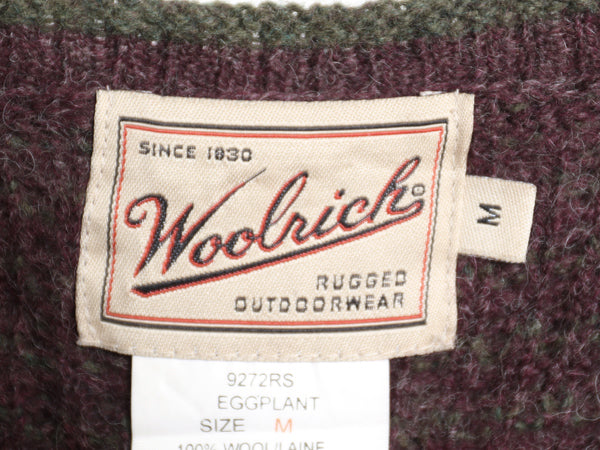 SINCE 1830
Woolrich
RUGGED
OUTDOORWEAR
M
9272RS
EGGPLANT
SIZE M
100% WOOL/LAINE